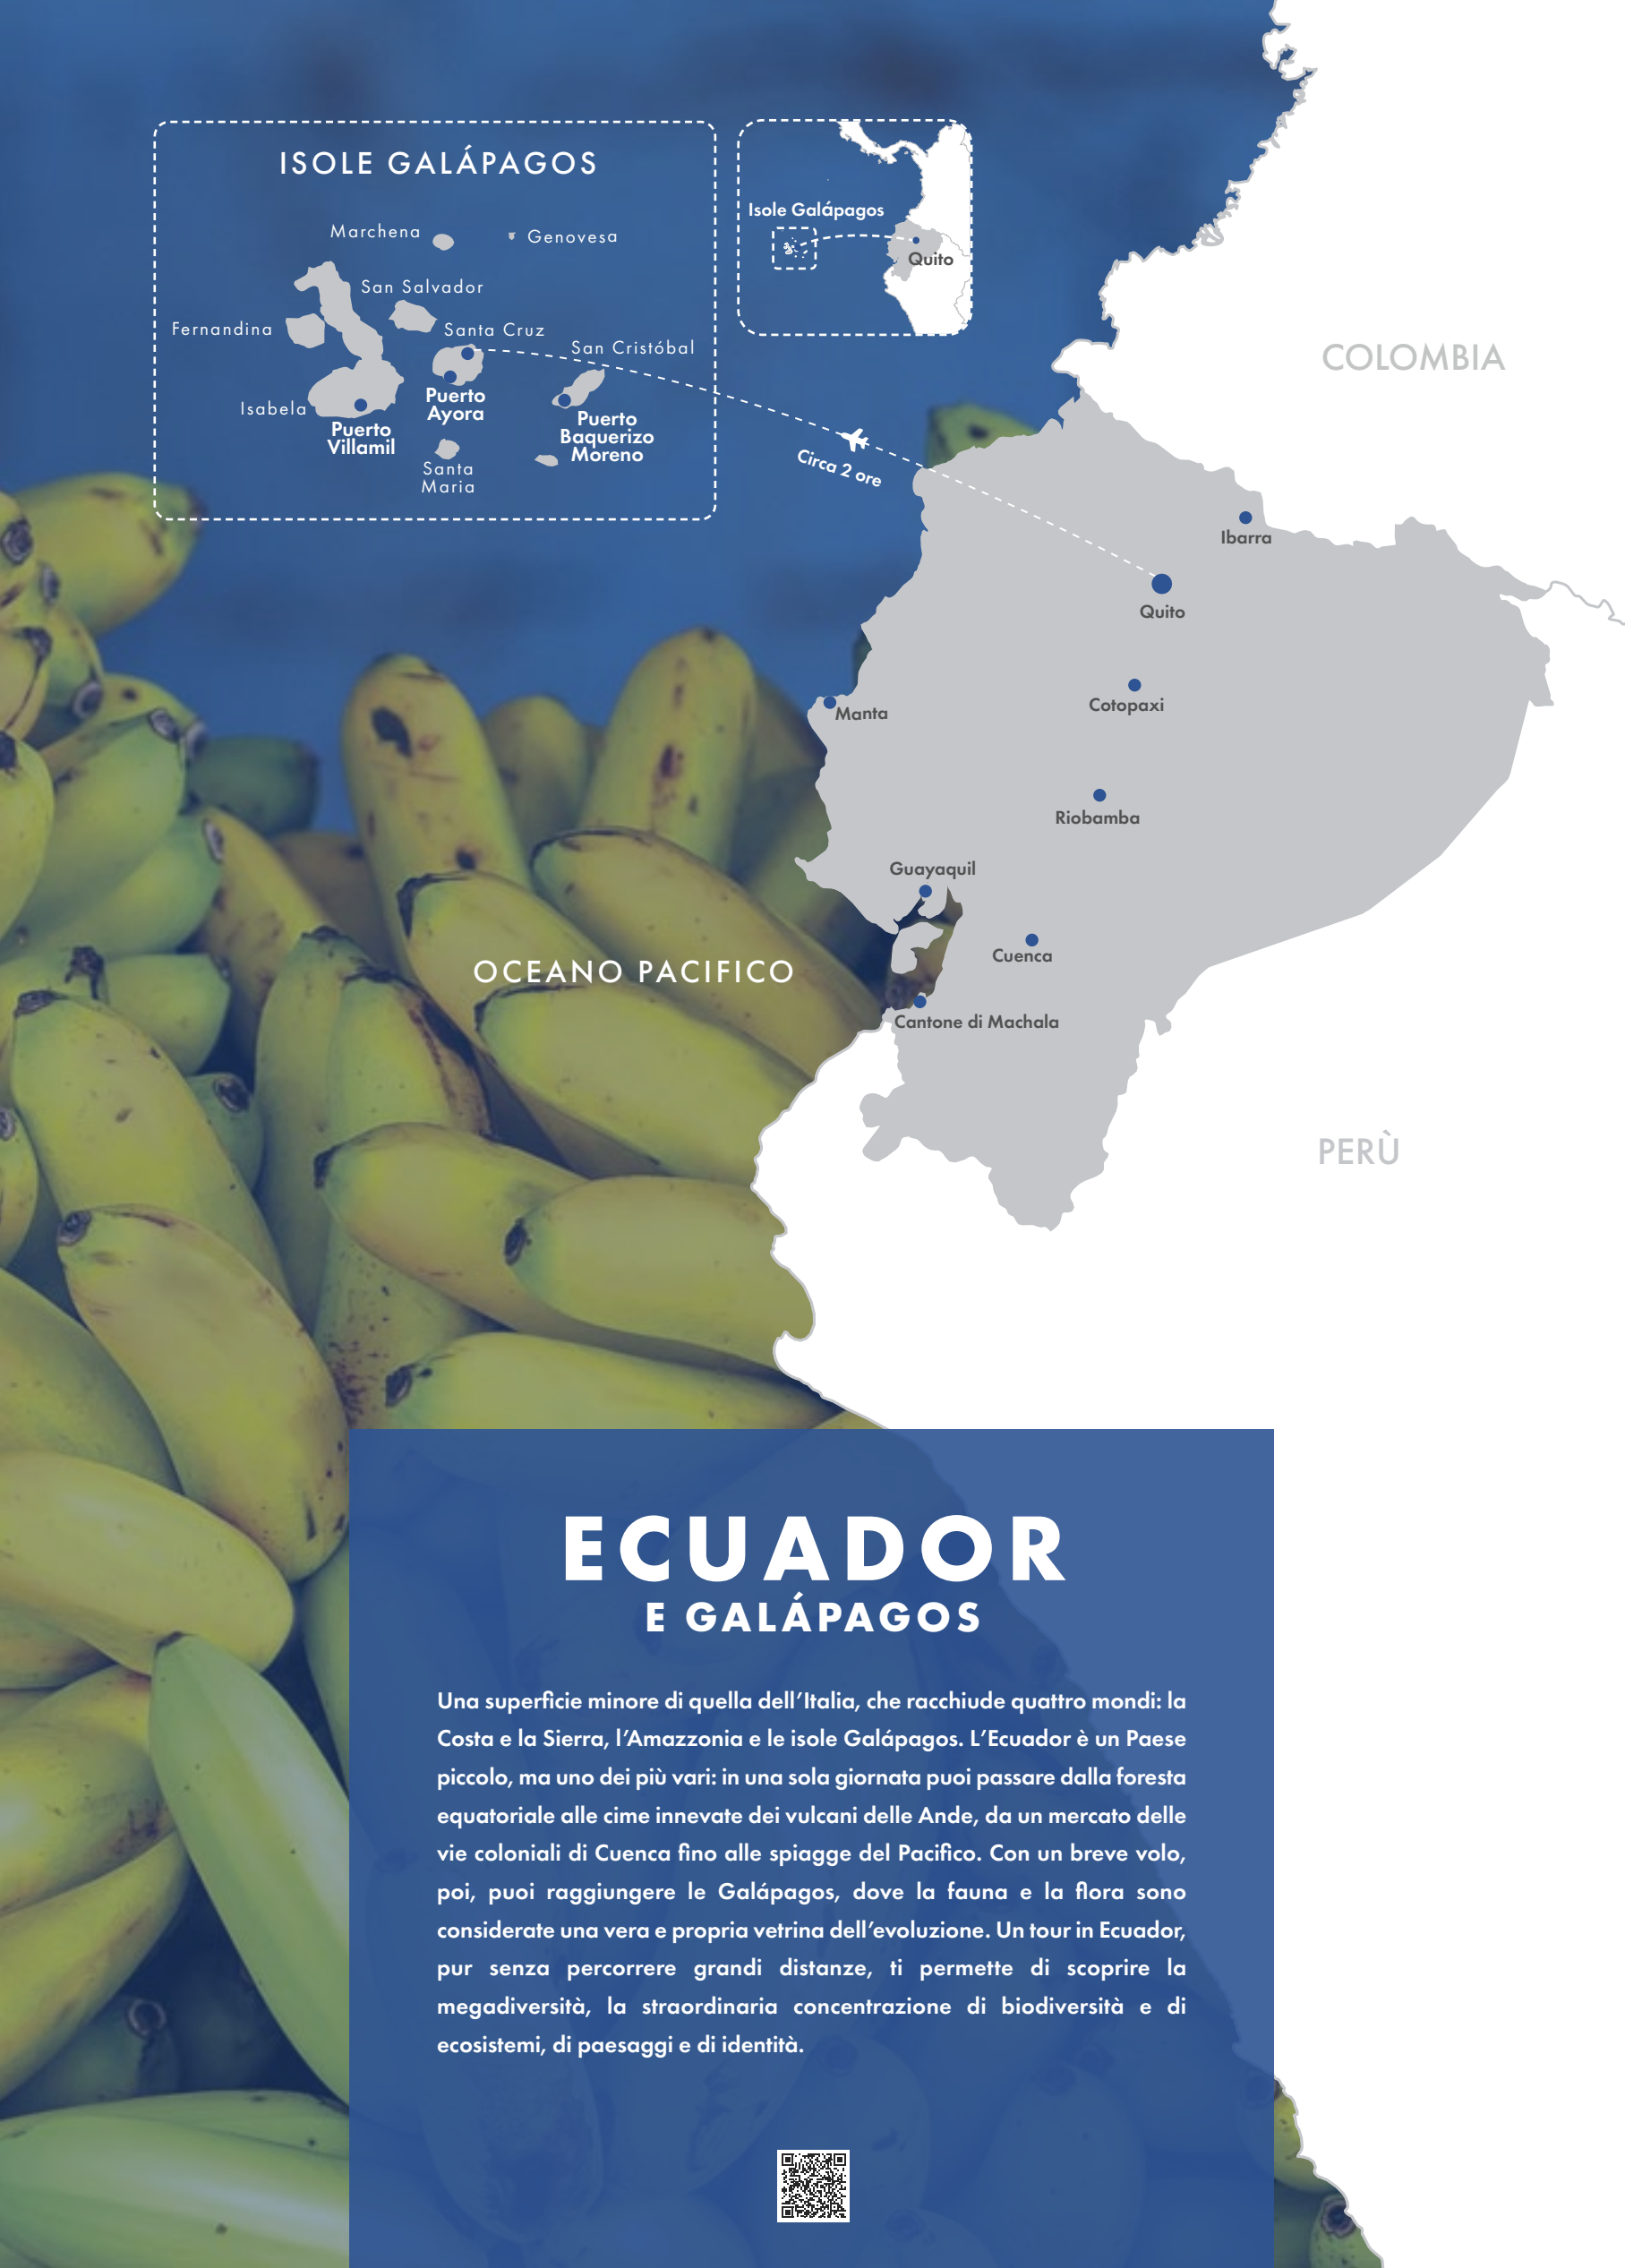 ISOLE GALÁPAGOS
Marchena
Genovesa
San Salvador
Fernandina
Santa Cruz
San Cristóbal
Isabela
Puerto
Ayora
Puerto
Villamil
Puerto
Baquerizo
Moreno
Santa
Maria
Isole Galápagos
Quito
Circa 2 ore
COLOMBIA
Ibarra
Quito
Cotopaxi
Manta
Riobamba
Guayaquil
Cuenca
OCEANO PACIFICO
Cantone di Machala
PERÙ
ECUADOR
E GALÁPAGOS
Una superficie minore di quella dell’Italia, che racchiude quattro mondi: la
Costa e la Sierra, l’Amazzonia e le isole Galápagos. L’Ecuador è un Paese
piccolo, ma uno dei più vari: in una sola giornata puoi passare dalla foresta
equatoriale alle cime innevate dei vulcani delle Ande, da un mercato delle
vie coloniali di Cuenca fino alle spiagge del Pacifico. Con un breve volo,
poi, puoi raggiungere le Galápagos, dove la fauna e la flora sono
considerate una vera e propria vetrina dell’evoluzione. Un tour in Ecuador,
pur senza percorrere grandi distanze, ti permette di scoprire la
megadiversità, la straordinaria concentrazione di biodiversità e di
ecosistemi, di paesaggi e di identità.